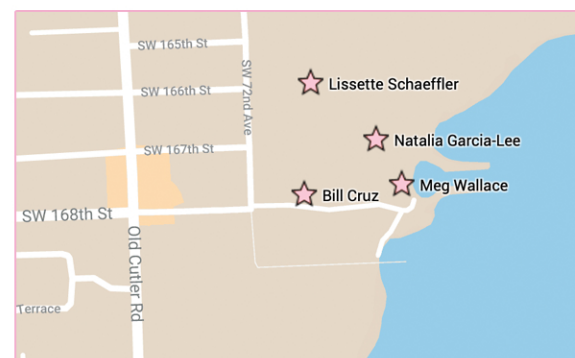 SW 165th St
SW 72nd Ave
SW 166th St
Lissette Schaeffler
SW 167th St
Natalia Garcia-Lee
Meg Wallace
Bill Cruz
SW 168th St
Old Cutler Rd
Terrace